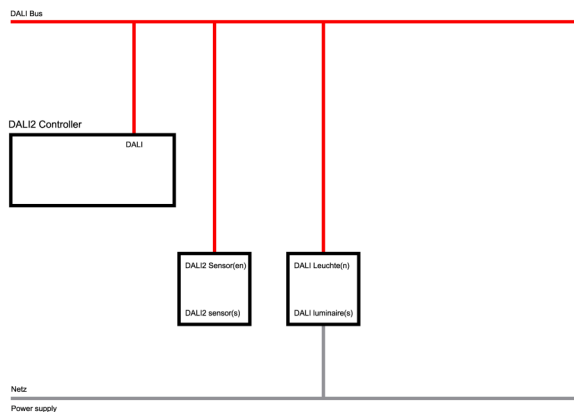 DALI Bus
DALI2 Controller
DALI
DALI2 Sensor(en)
DALI2 sensor(s)
DALI Leuchte(n)
DALI luminaire(s)
Netz
Power supply